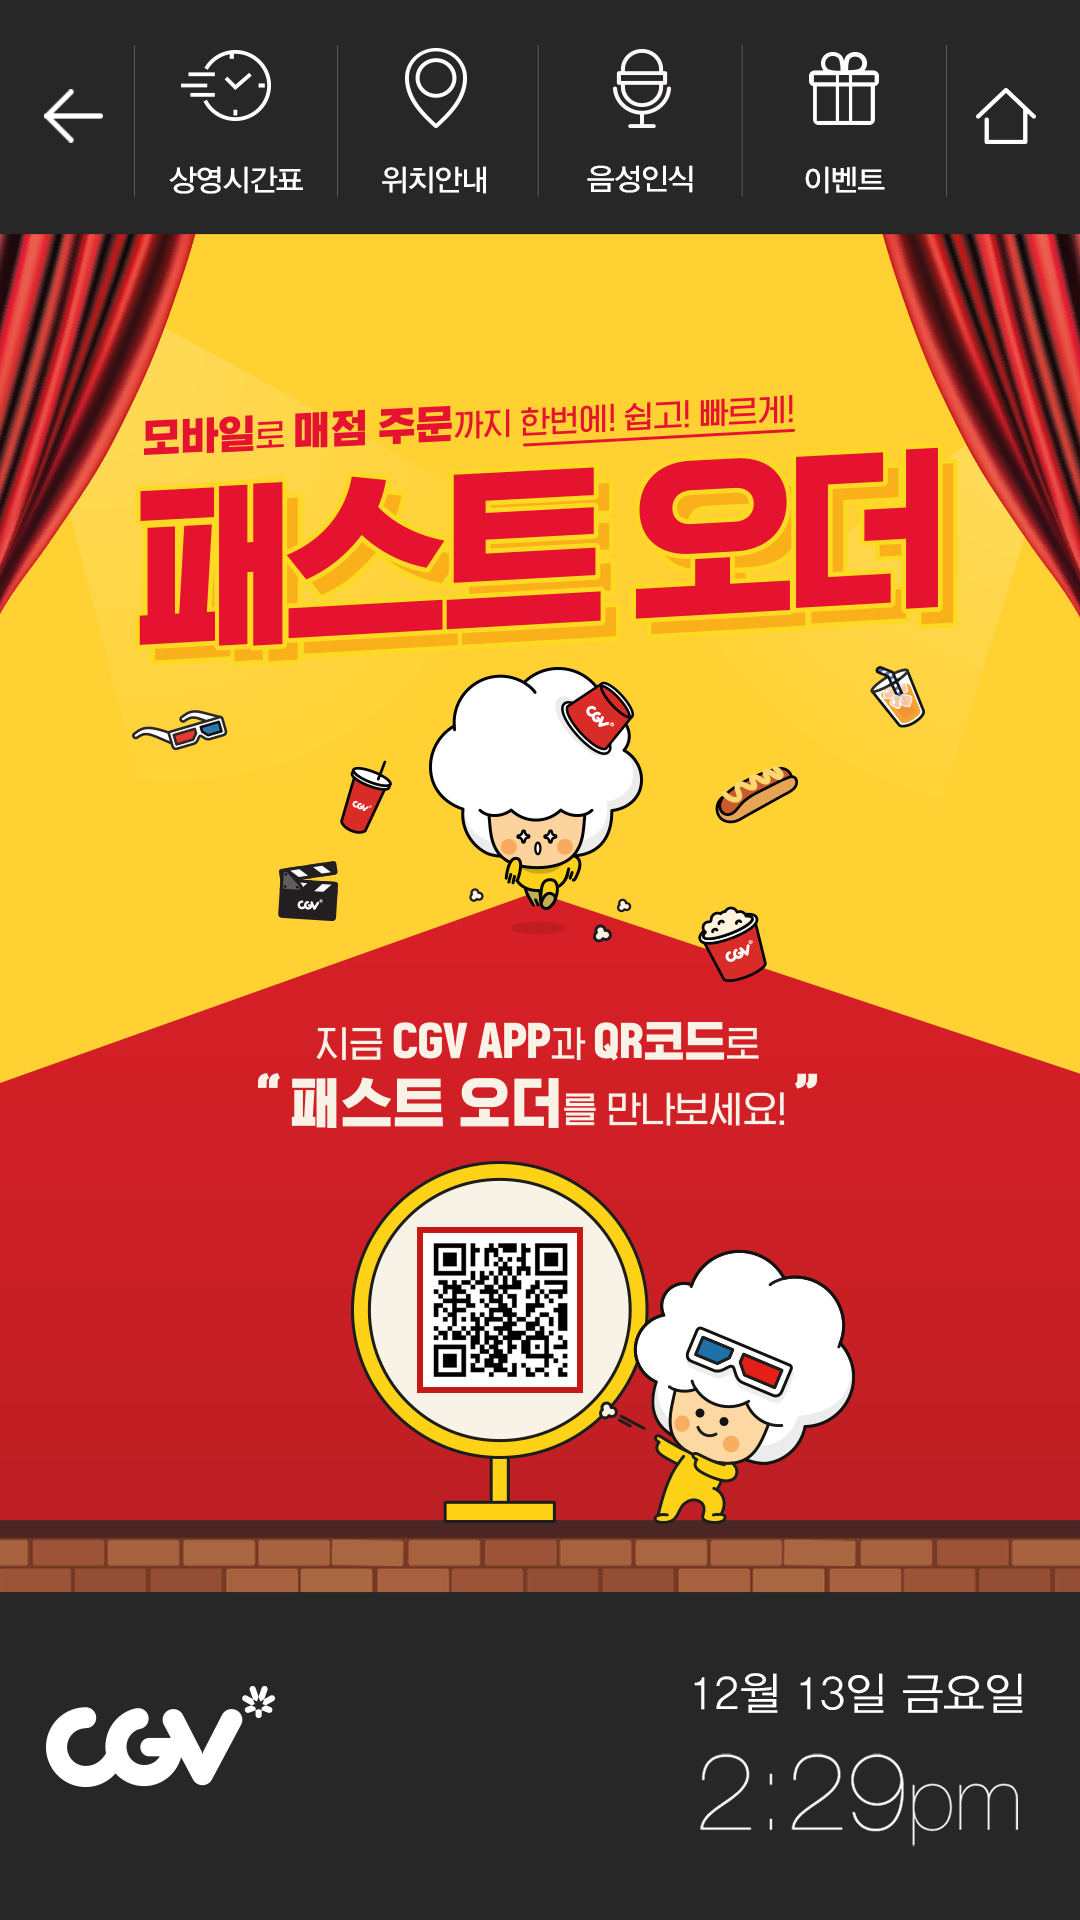 상영시간표
위치안내
음성인식
이벤트
모바일로 매점 주문까지 한번에! 쉽고! 빠르게!
패스트 오더
CGV
CGV
CGV
CGV
지금 CGV APP과 QR코드로
“패스트 오더를 만나보세요!”
CGV
12월 13일 금요일
2:29pm